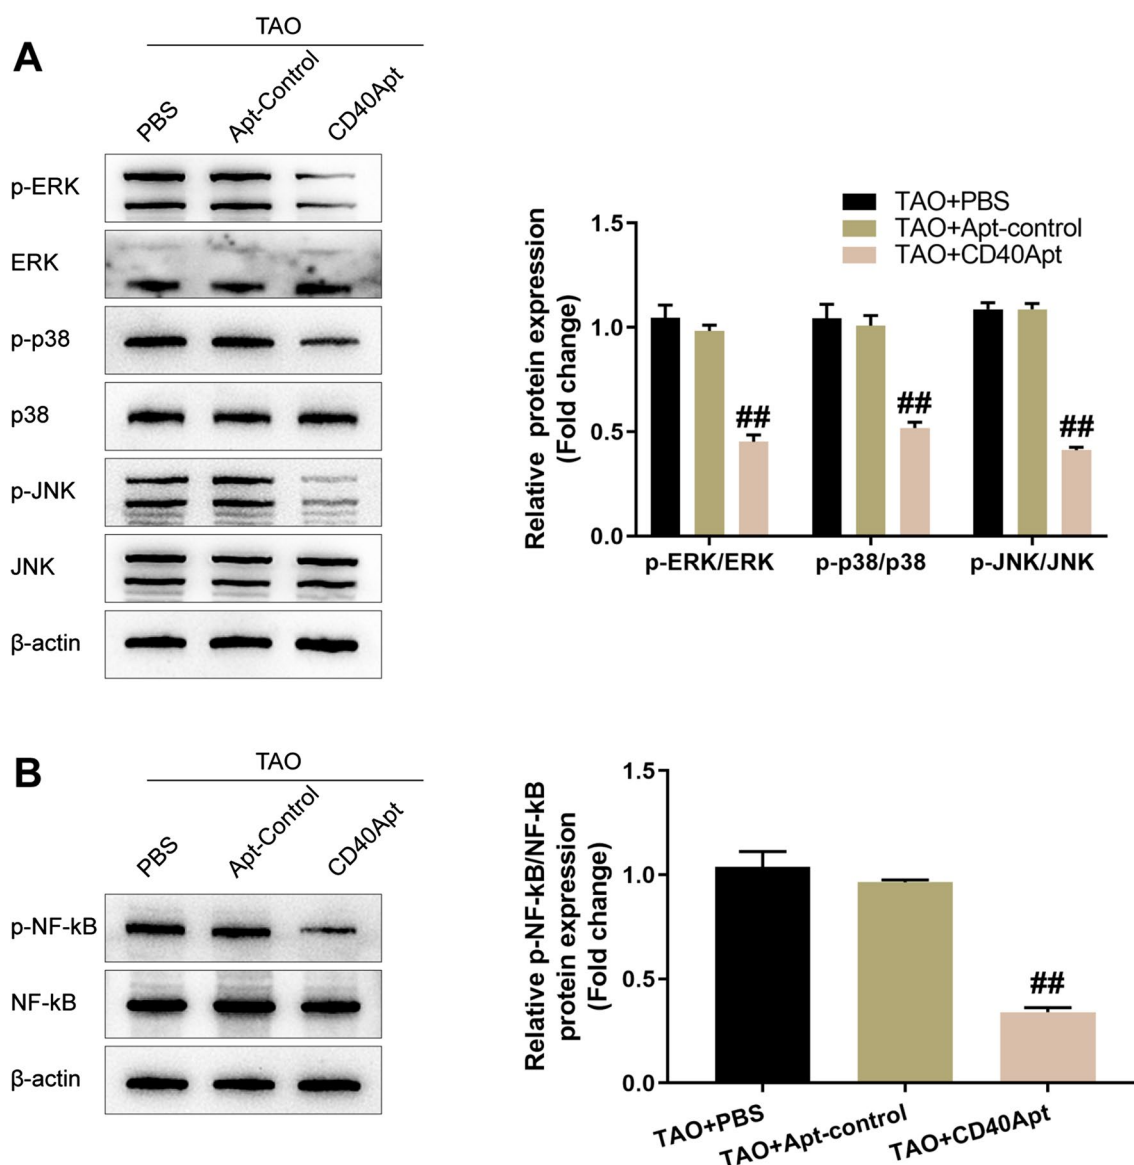 A
TAO
PBS
Apt-Control
CD40Apt
p-ERK
ERK
p-p38
p38
p-JNK
JNK
β-actin
TAO+PBS
TAO+Apt-control
TAO+CD40Apt
Relative protein expression
(Fold change)
1.5
1.0
0.5
0.0
##
##
##
p-ERK/ERK
p-p38/p38
p-JNK/JNK
B
TAO
PBS
Apt-Control
CD40Apt
p-NF-kB
NF-kB
β-actin
Relative p-NF-kB/NF-kB
protein expression
(Fold change)
1.5
1.0
0.5
0.0
##
TAO+PBS
TAO+Apt-control
TAO+CD40Apt